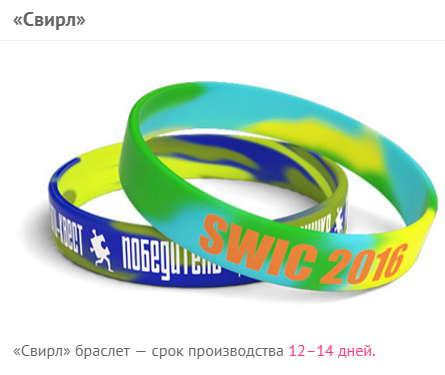 «Свирл»
SWIC 2016
КВЕСТ
ПОбедитель
«Свирл» браслет — срок производства 12–14 дней.